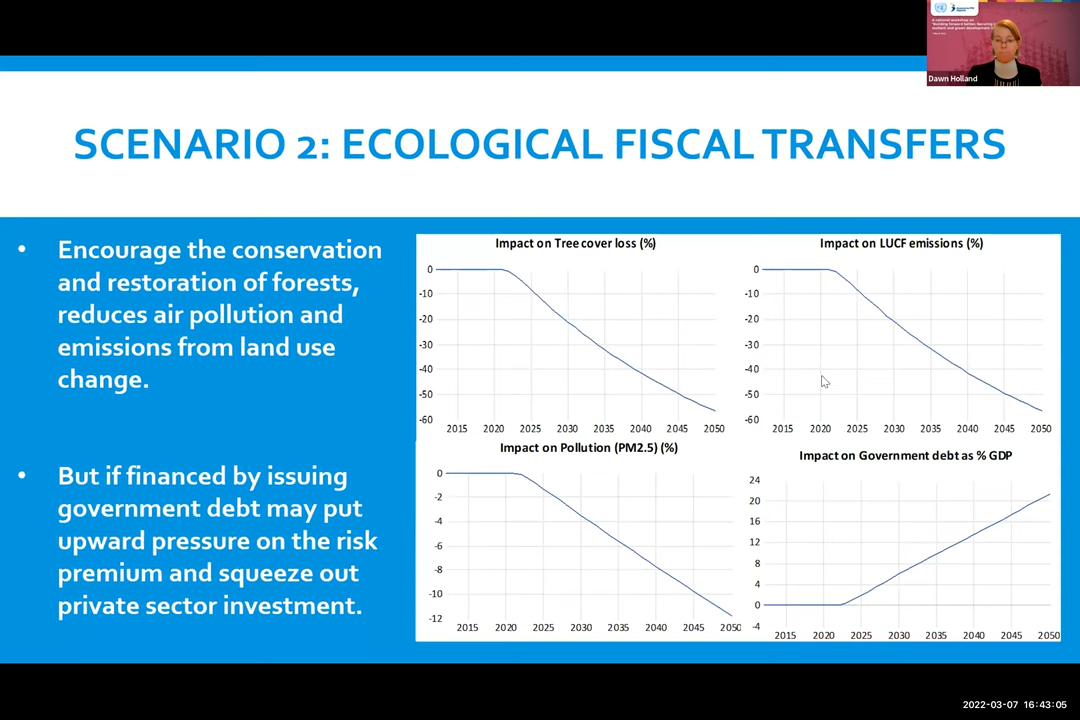 A national workshop on
Dawn Holland
SCENARIO 2: ECOLOGICAL FISCAL TRANSFERS
• Encourage the conservation
and restoration of forests,
reduces air pollution and
emissions from land use
change.
• But if financed by issuing
government debt may put
upward pressure on the risk
premium and squeeze out
private sector investment.
Impact on Tree cover loss (%)
0
-10
-20
-30
-40
-50
-60
2015 2020 2025 2030 2035 2040 2045 2050
Impact on LUCF emissions (%)
0
-10
-20
-30
-40
-50
-60
2015 2020 2025 2030 2035 2040 2045 2050
Impact on Pollution (PM2.5) (%)
0
-2
-4
-6
-8
-10
-12
2015 2020 2025 2030 2035 2040 2045 2050
Impact on Government debt as % GDP
24
20
16
12
8
4
0
-4
2015 2020 2025 2030 2035 2040 2045 2050
2022-03-07 16:43:05